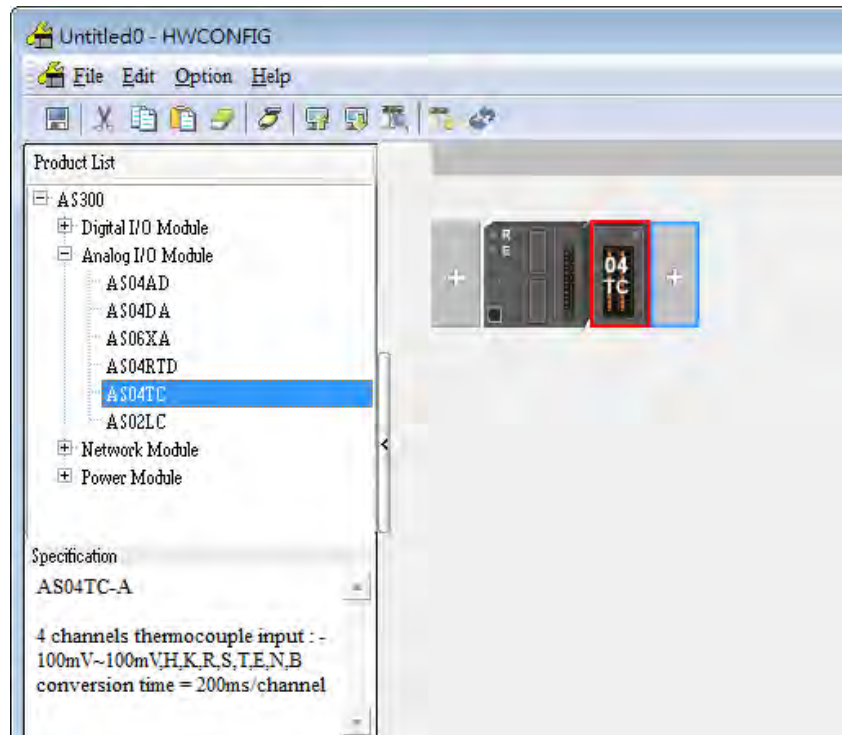 Untitled0 - HWCONFIG
File Edit Option Help
Product List
AS300
Digital I/O Module
Analog I/O Module
AS04AD
AS04DA
AS06XA
AS04RTD
AS04TC
AS02LC
Network Module
Power Module
R
E
04
TC
Specification
AS04TC-A
4 channels thermocouple input : -
100mV~100mV,H,K,R,S,T,E,N,B
conversion time = 200ms/channel